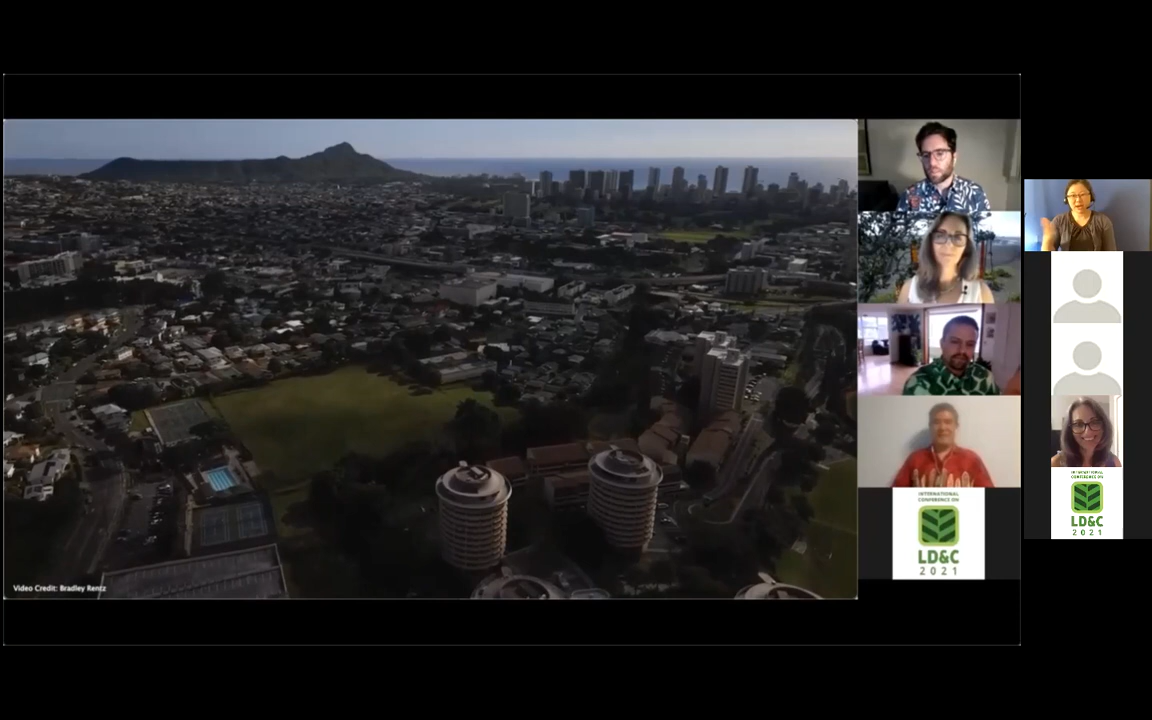 Video Credit: Bradley Rentz
INTERNATIONAL
CONFERENCE ON
LD&C
2021
INTERNATIONAL
CONFERENCE ON
LD&C
2021